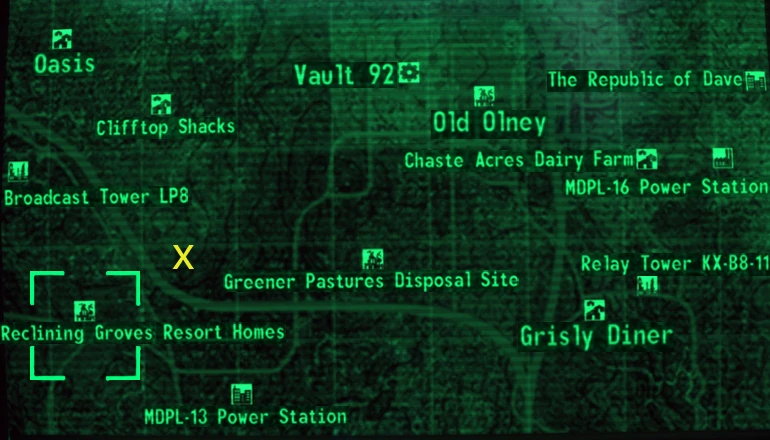 Oasis
Vault 92
The Republic of Dave
Clifftop Shacks
Old Olney
Chaste Acres Dairy Farm
MDPL-16 Power Station
Broadcast Tower LP8
X
Relay Tower KX-B8-11
Greener Pastures Disposal Site
Reclining Groves Resort Homes
Grisly Diner
MDPL-13 Power Station